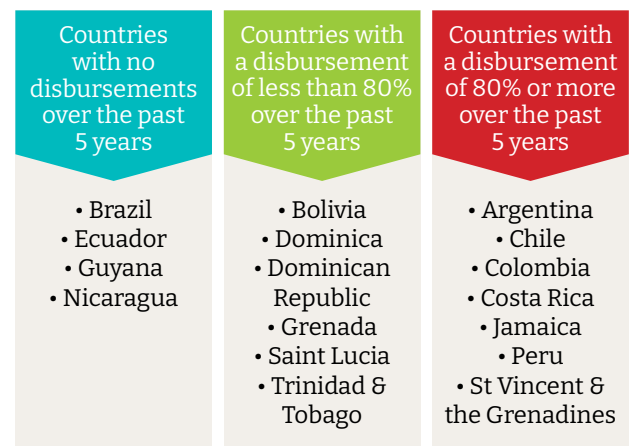 Countries
with no
disbursements
over the past
5 years
• Brazil
• Ecuador
• Guyana
• Nicaragua
Countries with
a disbursement
of less than 80%
over the past
5 years
• Bolivia
• Dominica
• Dominican
Republic
• Grenada
• Saint Lucia
• Trinidad &
Tobago
Countries with
a disbursement
of 80% or more
over the past
5 years
• Argentina
• Chile
• Colombia
• Costa Rica
• Jamaica
• Peru
• St Vincent &
the Grenadines